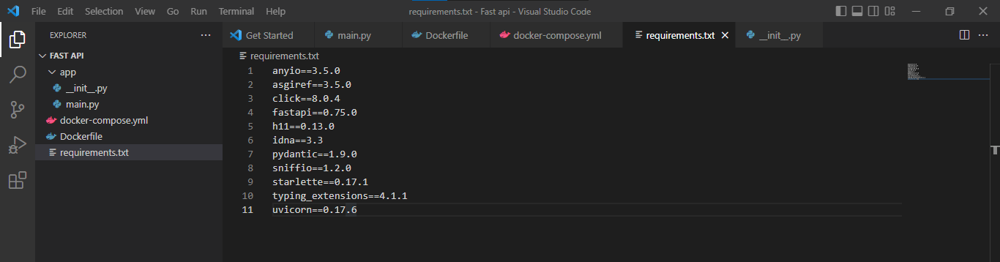 File Edit Selection View Go Run Terminal Help
requirements.txt - Fast api - Visual Studio Code
EXPLORER
FAST API
app
__init__.py
main.py
docker-compose.yml
Dockerfile
requirements.txt
Get Started main.py Dockerfile docker-compose.yml requirements.txt __init__.py
requirements.txt
1 anyio==3.5.0
2 asgiref==3.5.0
3 click==8.0.4
4 fastapi==0.75.0
5 h11==0.13.0
6 idna==3.3
7 pydantic==1.9.0
8 sniffio==1.2.0
9 starlette==0.17.1
10 typing_extensions==4.1.1
11 uvicorn==0.17.6